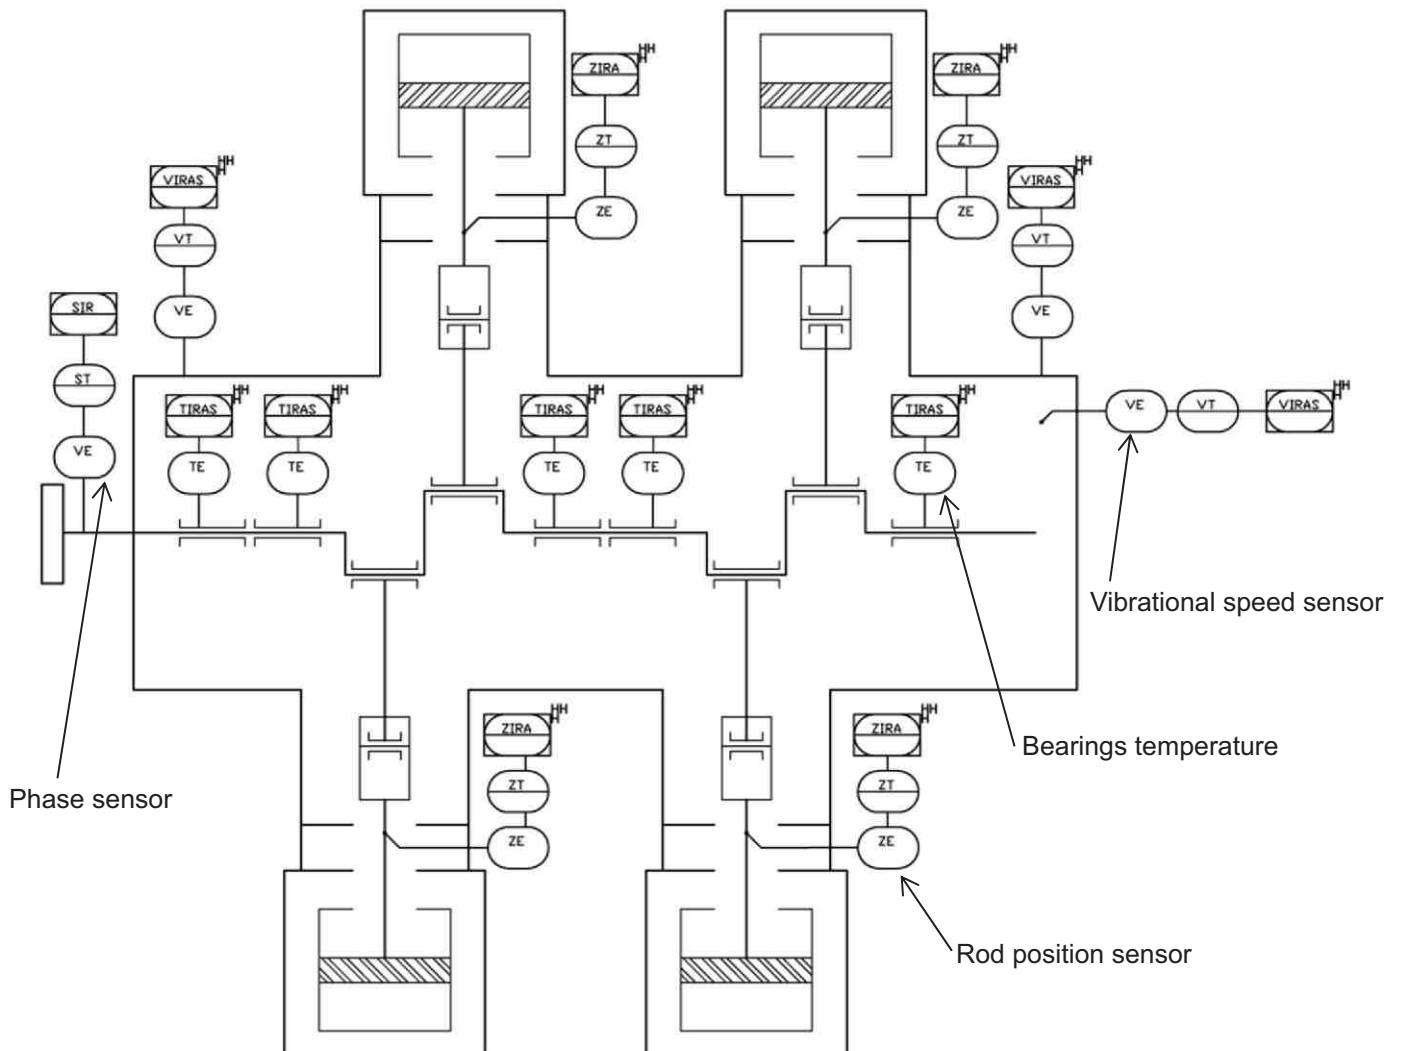 HH
H
ZIRA
ZT
ZE
HH
H
ZIRA
ZT
ZE
HH
H
VIRAS
VT
VE
HH
H
VIRAS
VT
VE
SIR
ST
VE
HH
H
TIRAS
TE
HH
H
TIRAS
TE
HH
H
TIRAS
TE
HH
H
TIRAS
TE
HH
H
TIRAS
TE
VE
VT
HH
H
VIRAS
Vibrational speed sensor
Bearings temperature
Phase sensor
HH
H
ZIRA
ZT
ZE
HH
H
ZIRA
ZT
ZE
Rod position sensor